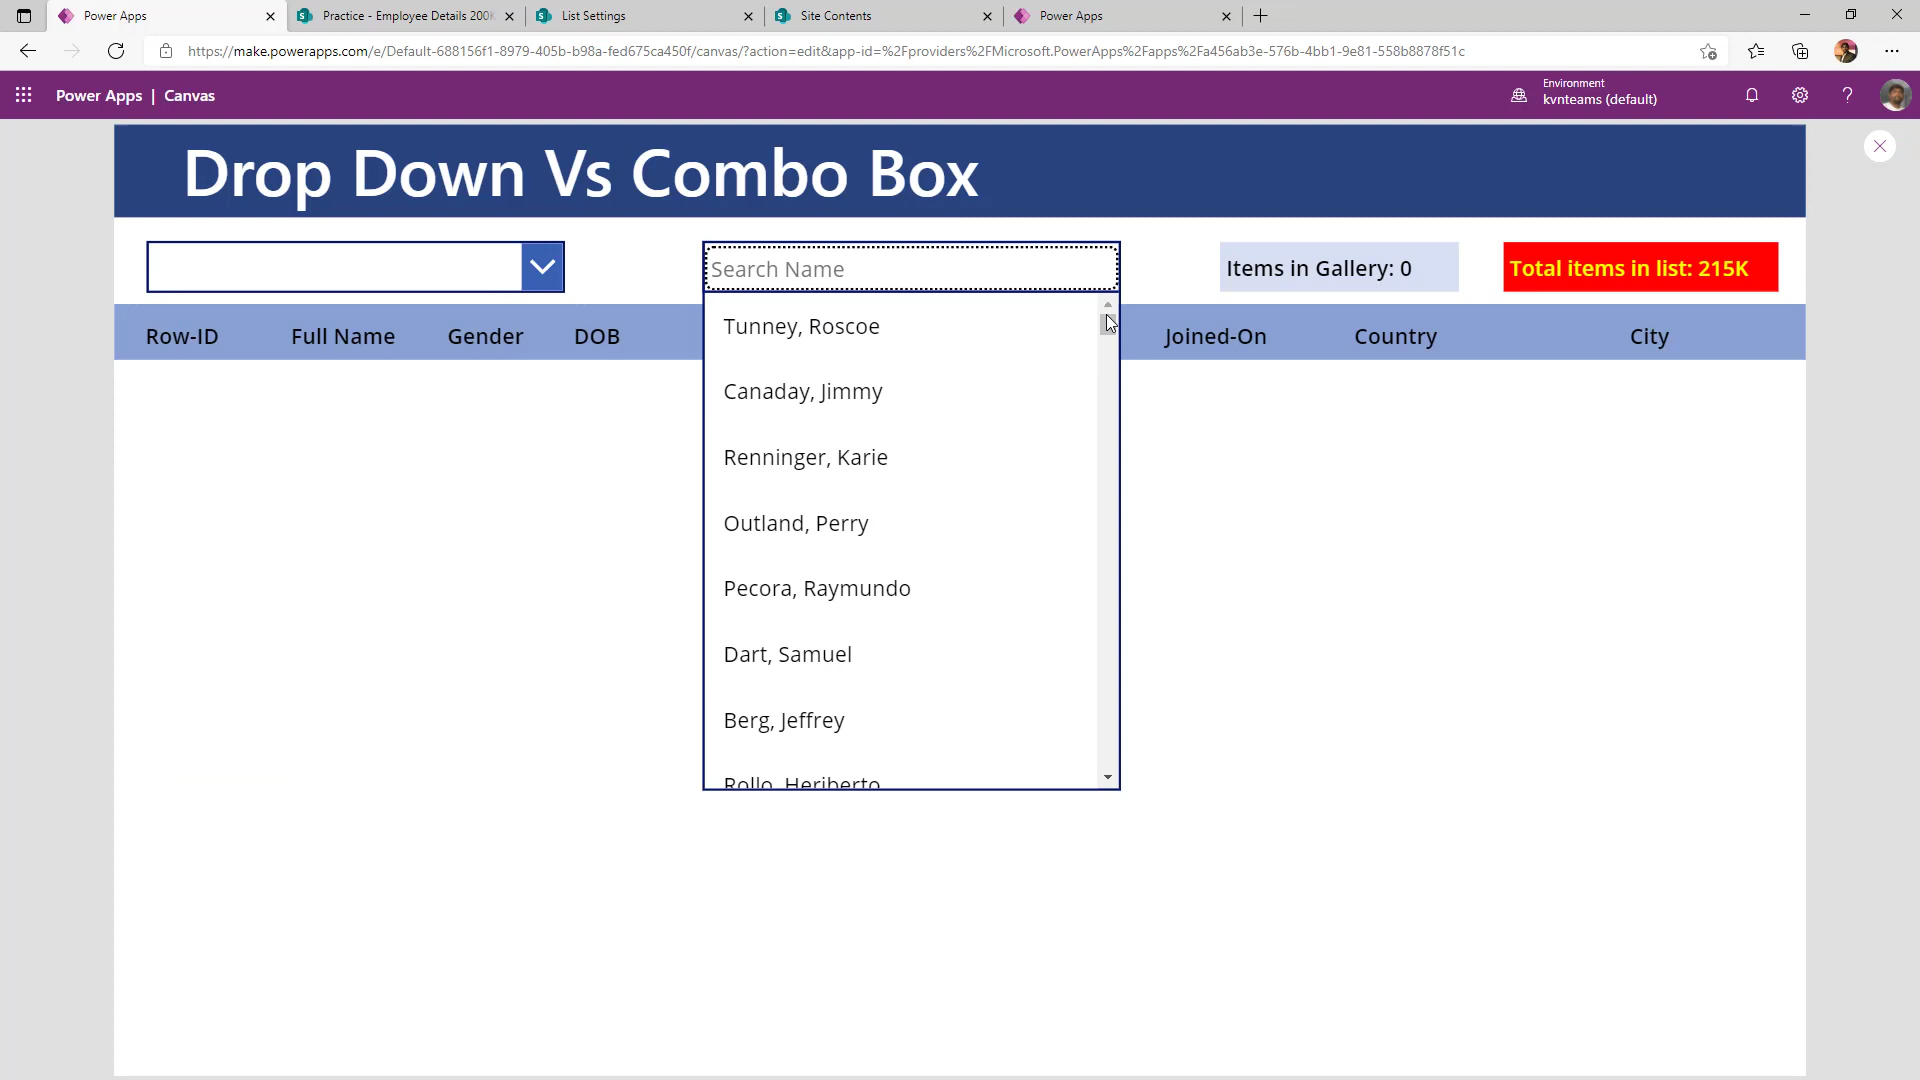 Power Apps
Practice - Employee Details 200K
List Settings
Site Contents
Power Apps
https://make.powerapps.com/e/Default-688156f1-8979-405b-b98a-fed675ca450f/canvas/?action=edit&app-id=%2Fproviders%2FMicrosoft.PowerApps%2Fapps%2Fa456ab3e-576b-4bb1-9e81-558b8878f51c
Power Apps | Canvas
Environment
kvnteams (default)
Drop Down Vs Combo Box
Search Name
Items in Gallery: 0
Total items in list: 215K
Row-ID Full Name Gender DOB Joined-On Country City
Tunney, Roscoe
Canaday, Jimmy
Renninger, Karie
Outland, Perry
Pecora, Raymundo
Dart, Samuel
Berg, Jeffrey
Rollo, Heriberto